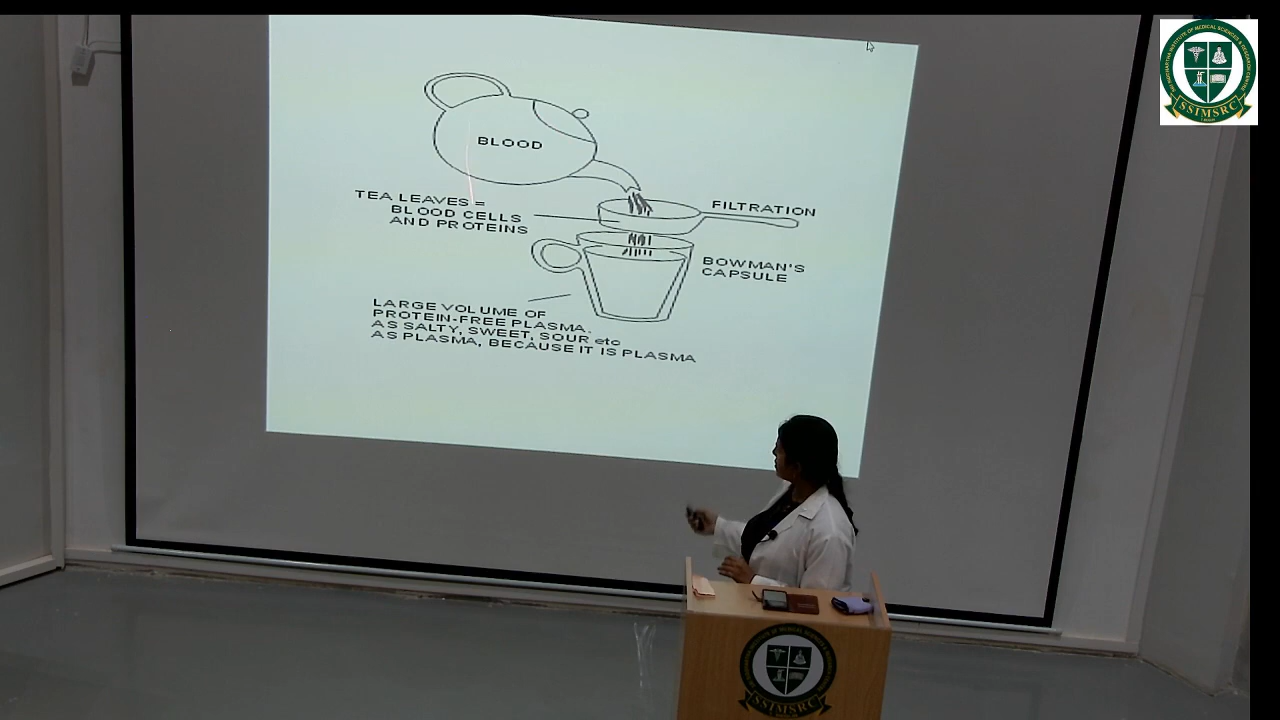 BLOOD
TEA LEAVES =
BLOOD CELLS
AND PROTEINS
FILTRATION
BOWMAN'S
CAPSULE
LARGE VOLUME OF
PROTEIN-FREE PLASMA.
AS SALTY, SWEET, SOUR etc
AS PLASMA, BECAUSE IT IS PLASMA
SSIMSRC
SSIMSRC